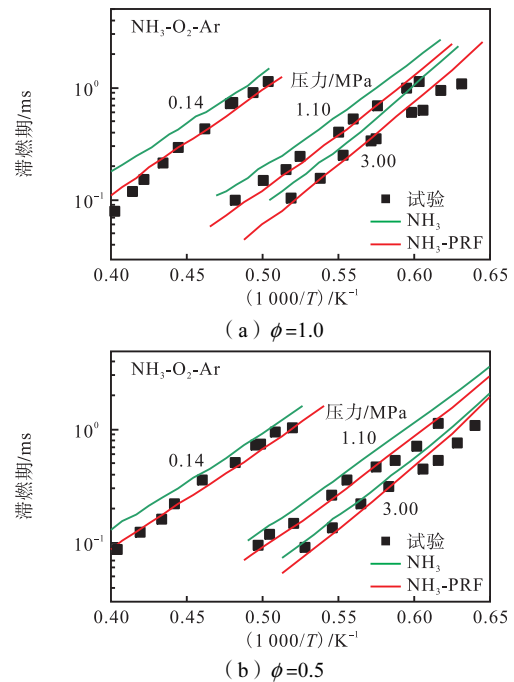 NH₃-O₂-Ar
压力/MPa
0.14
1.10
3.00
试验
NH₃
NH₃-PRF
滞燃期/ms
10⁰
10⁻¹
0.40 0.45 0.50 0.55 0.60 0.65
(1 000/T)/K⁻¹
(a) ϕ=1.0
NH₃-O₂-Ar
压力/MPa
0.14
1.10
3.00
试验
NH₃
NH₃-PRF
滞燃期/ms
10⁰
10⁻¹
0.40 0.45 0.50 0.55 0.60 0.65
(1 000/T)/K⁻¹
(b) ϕ=0.5